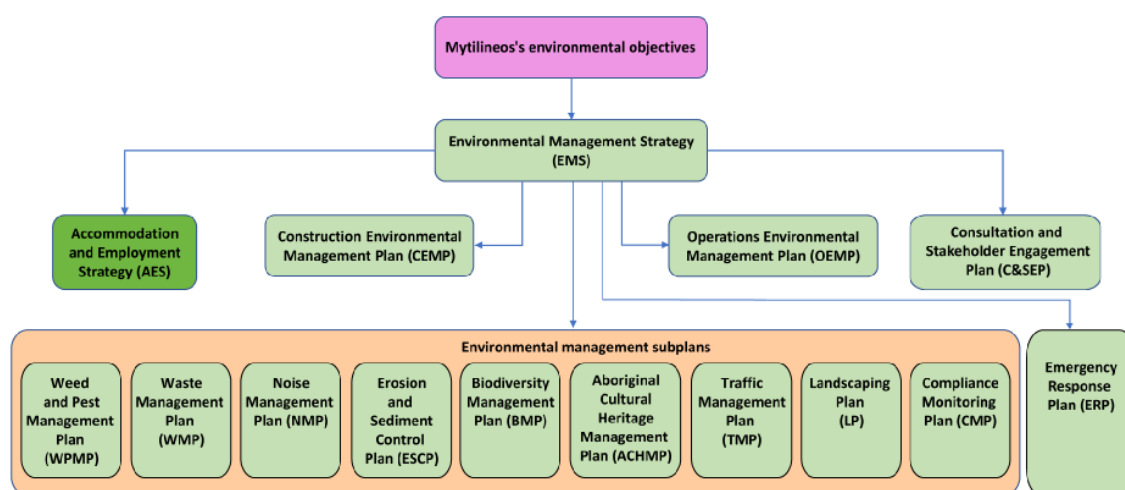 Mytilineos's environmental objectives
Environmental Management Strategy
(EMS)
Accommodation
and Employment
Strategy (AES)
Construction Environmental
Management Plan (CEMP)
Operations Environmental
Management Plan (OEMP)
Consultation and
Stakeholder Engagement
Plan (C&SEP)
Environmental management subplans
Weed
and Pest
Management
Plan
(WPMP)
Waste
Management
Plan
(WMP)
Noise
Management
Plan (NMP)
Erosion
and
Sediment
Control
Plan (ESCP)
Biodiversity
Management
Plan (BMP)
Aboriginal
Cultural
Heritage
Management
Plan (ACHMP)
Traffic
Management
Plan
(TMP)
Landscaping
Plan
(LP)
Compliance
Monitoring
Plan (CMP)
Emergency
Response
Plan (ERP)